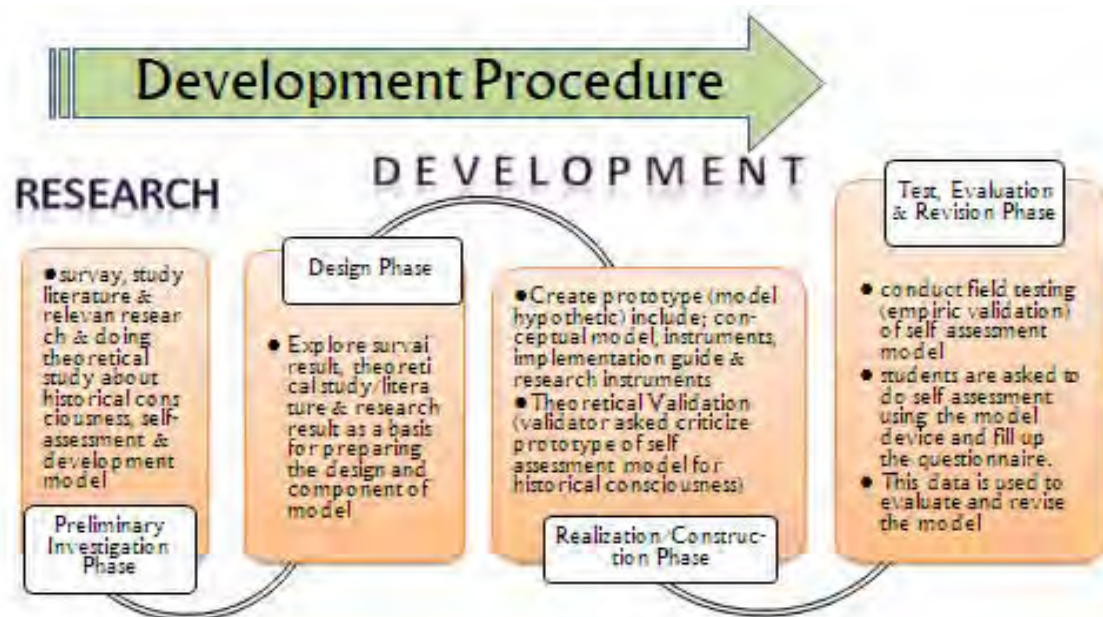 Development Procedure
RESEARCH
DEVELOPMENT
●survay, study
literature &
relevan resear
ch & doing
theoretical
study about
historical cons
ciousness, self-
assessment &
development
model
Preliminary
Investigation
Phase
Design Phase
● Explore survai
result, theoreti
cal study/litera
ture & research
result as a basis
for preparing
the design and
component of
model
●Create prototype (model
hypothetic) include; con-
ceptual model, instruments,
implementation guide &
research instruments
●Theoretical Validation
(validator asked criticize
prototype of self
assessment model for
historical consciousness)
Realization/Construc-
tion Phase
Test, Evaluation
& Revision Phase
● conduct field testing
(empiric validation)
of self assessment
model
● students are asked to
do self assessment
using the model
device and fill up
the questionnaire.
● This data is used to
evaluate and revise
the model